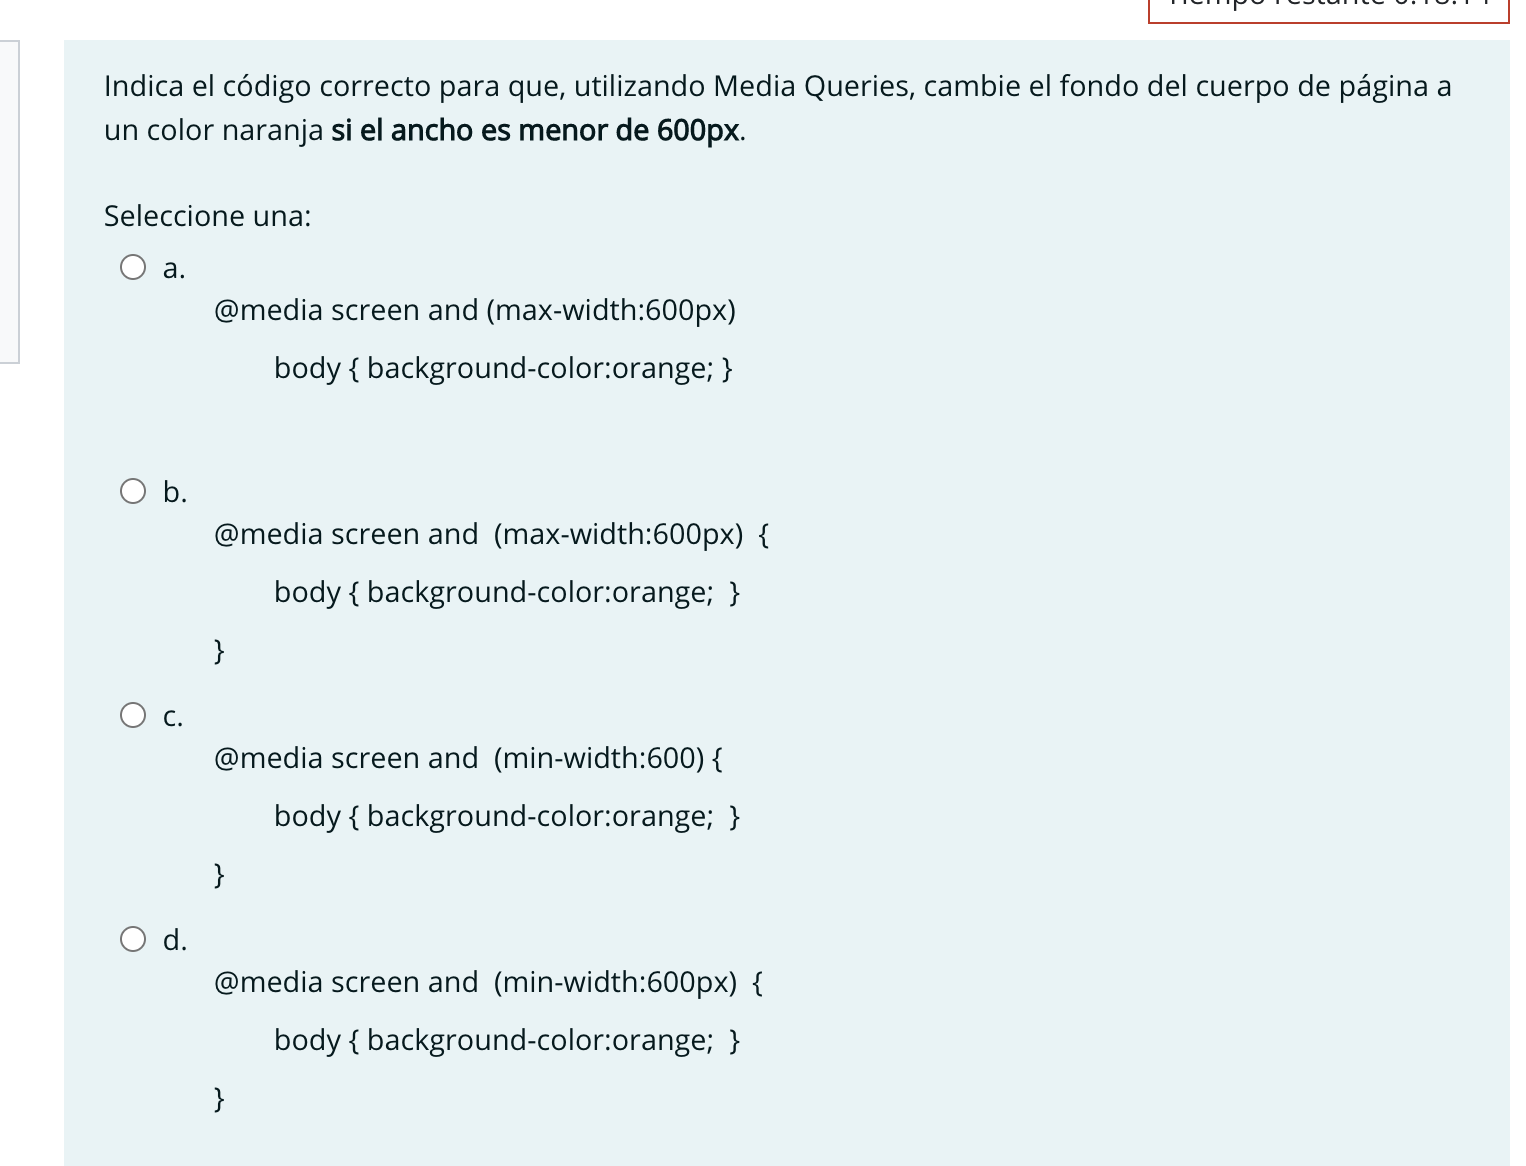 Indica el código correcto para que, utilizando Media Queries, cambie el fondo del cuerpo de página a
un color naranja si el ancho es menor de 600px.
Seleccione una:
a.
@media screen and (max-width:600px)
body { background-color:orange; }
b.
@media screen and  (max-width:600px)  {
body { background-color:orange;  }
}
c.
@media screen and  (min-width:600) {
body { background-color:orange;  }
}
d.
@media screen and  (min-width:600px)  {
body { background-color:orange;  }
}